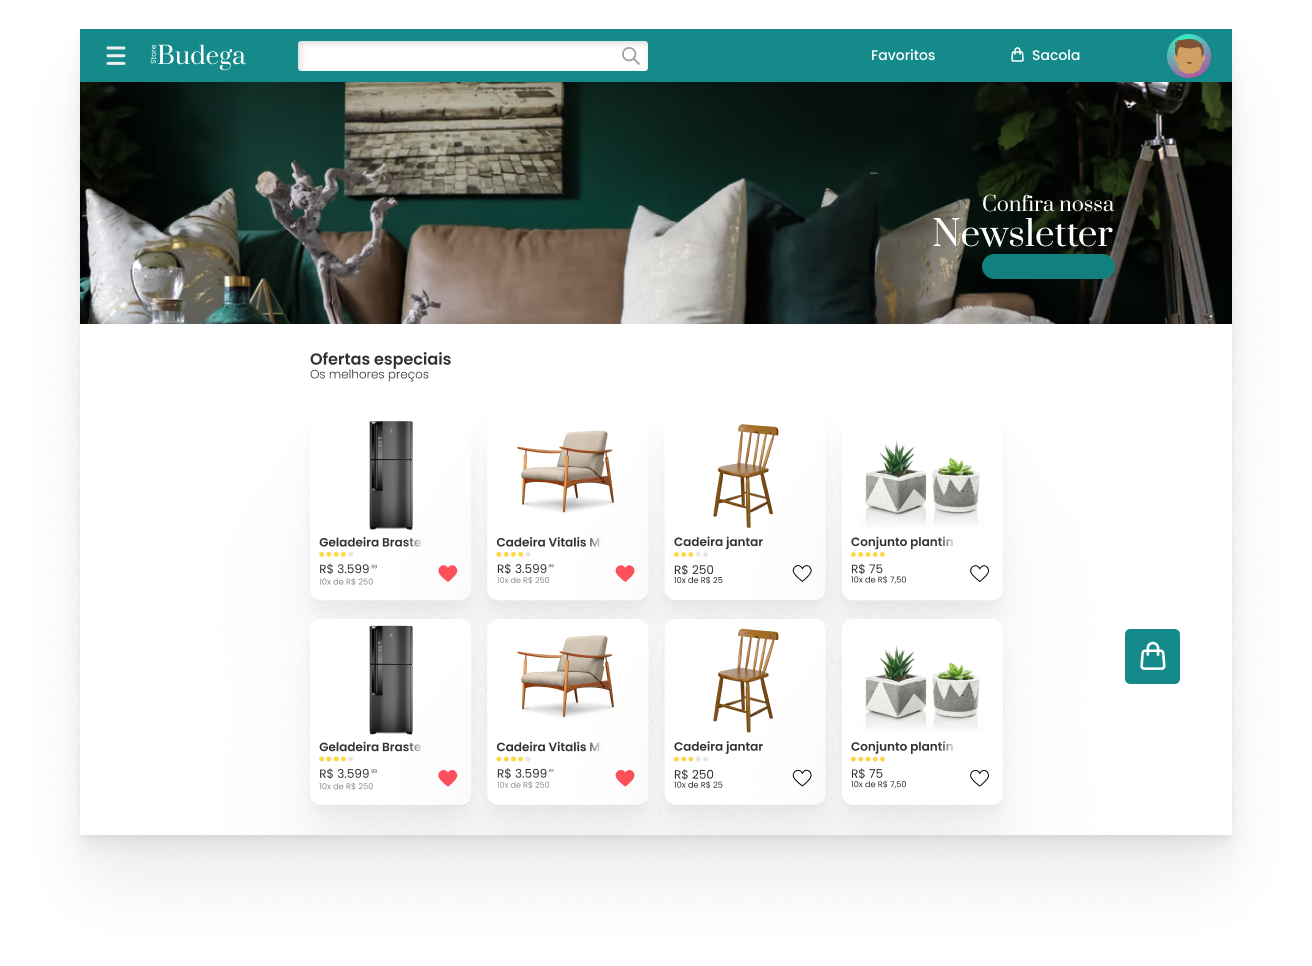 Store
Budega
Favoritos
Sacola
Confira nossa
Newsletter
Ofertas especiais
Os melhores preços
Geladeira Braste
R$ 3.599,99
10x de R$ 250
Cadeira Vitalis M
R$ 3.599,99
10x de R$ 250
Cadeira jantar
R$ 250
10x de R$ 25
Conjunto plantin
R$ 75
10x de R$ 7,50
Geladeira Braste
R$ 3.599,99
10x de R$ 250
Cadeira Vitalis M
R$ 3.599,99
10x de R$ 250
Cadeira jantar
R$ 250
10x de R$ 25
Conjunto plantin
R$ 75
10x de R$ 7,50